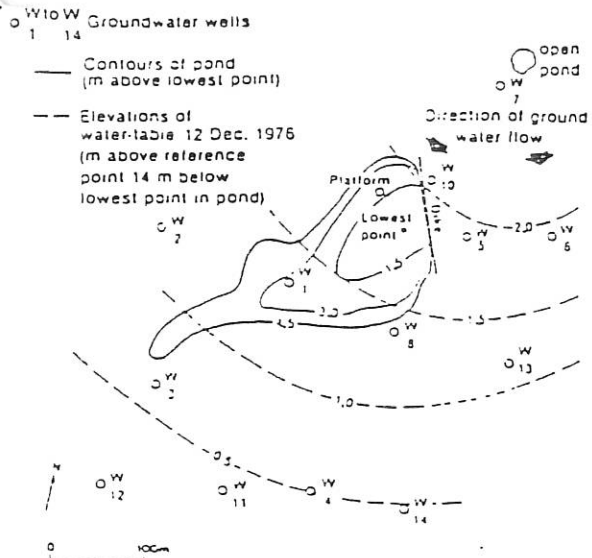 W to W Groundwater wells
1 14
Contours of pond
(m above lowest point)
Elevations of
water-table 12 Dec. 1976
(m above reference
point 14 m below
lowest point in pond)
open
pond
W
7
Direction of ground
water flow
Platform
W
10
Lowest
point
W
2
W
5
W
6
2.0
1.5
W
1
2.0
2.5
1.5
W
8
W
13
W
3
1.0
0.5
W
12
W
11
W
4
W
14
N
0